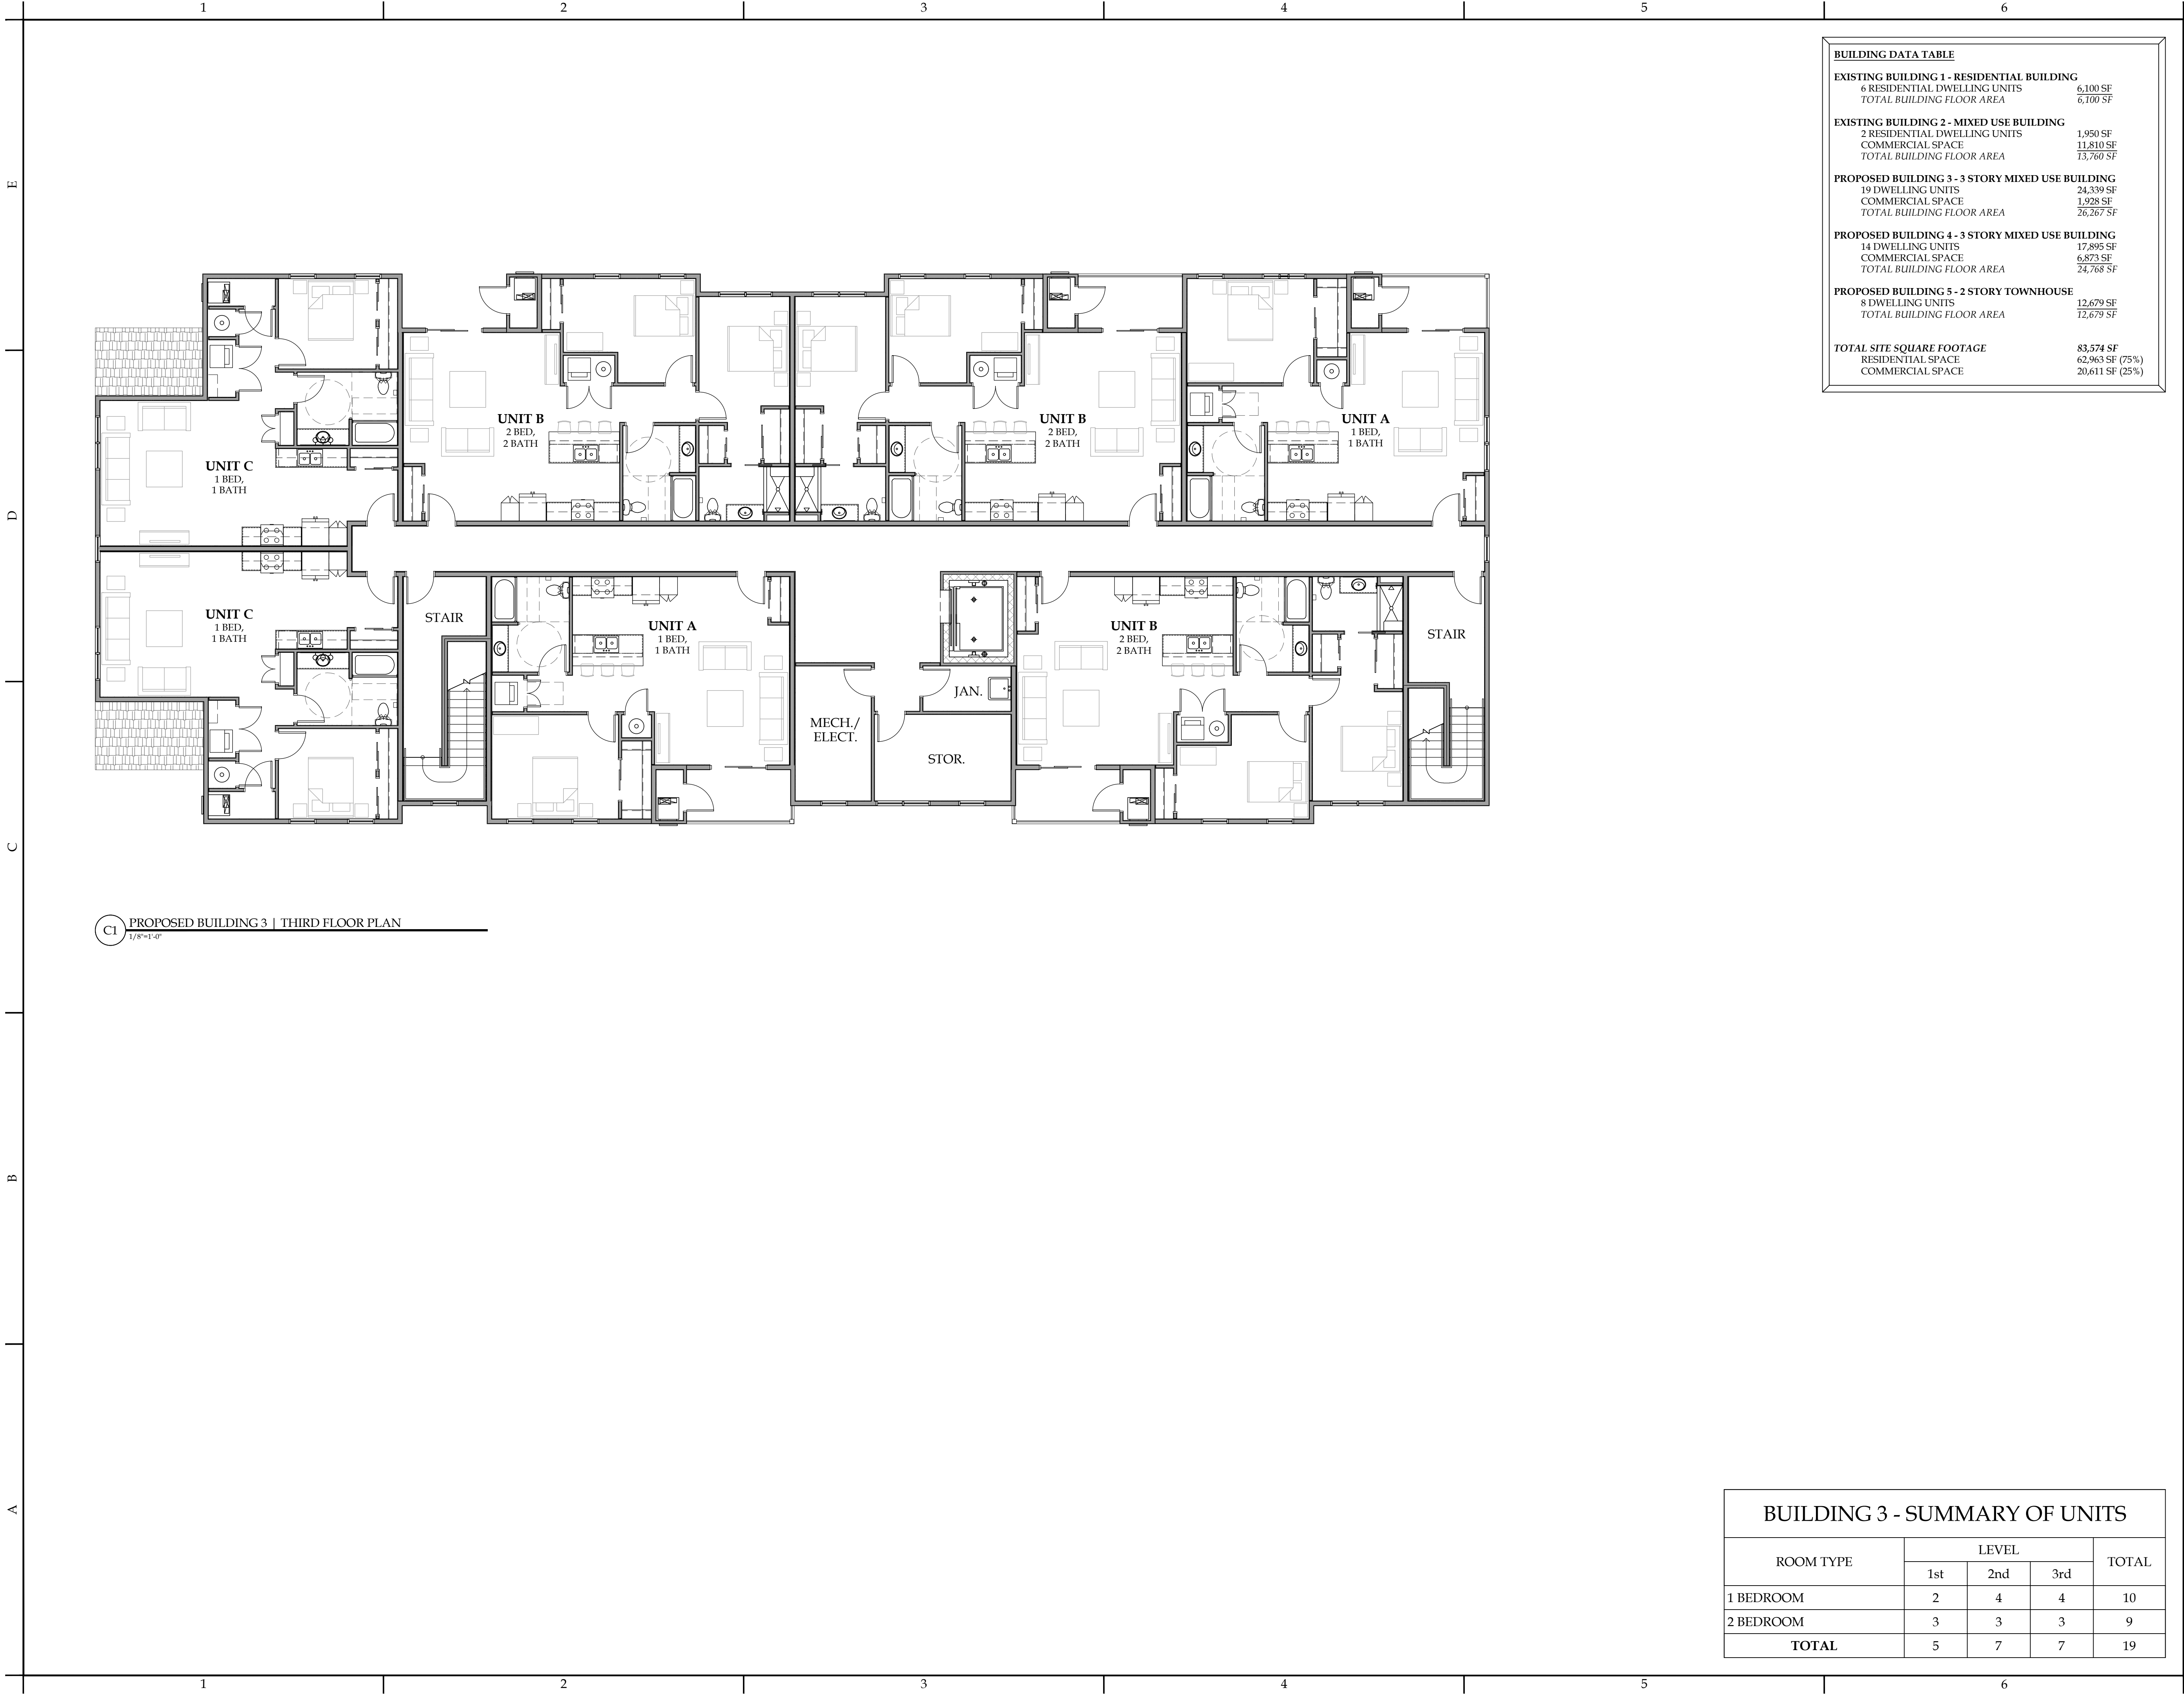 1 2 3 4 5 6
BUILDING DATA TABLE
EXISTING BUILDING 1 - RESIDENTIAL BUILDING
6 RESIDENTIAL DWELLING UNITS 6,100 SF
TOTAL BUILDING FLOOR AREA 6,100 SF
EXISTING BUILDING 2 - MIXED USE BUILDING
2 RESIDENTIAL DWELLING UNITS 1,950 SF
COMMERCIAL SPACE 11,810 SF
TOTAL BUILDING FLOOR AREA 13,760 SF
PROPOSED BUILDING 3 - 3 STORY MIXED USE BUILDING
19 DWELLING UNITS 24,339 SF
COMMERCIAL SPACE 1,928 SF
TOTAL BUILDING FLOOR AREA 26,267 SF
PROPOSED BUILDING 4 - 3 STORY MIXED USE BUILDING
14 DWELLING UNITS 17,895 SF
COMMERCIAL SPACE 6,873 SF
TOTAL BUILDING FLOOR AREA 24,768 SF
PROPOSED BUILDING 5 - 2 STORY TOWNHOUSE
8 DWELLING UNITS 12,679 SF
TOTAL BUILDING FLOOR AREA 12,679 SF
TOTAL SITE SQUARE FOOTAGE 83,574 SF
RESIDENTIAL SPACE 62,963 SF (75%)
COMMERCIAL SPACE 20,611 SF (25%)
E
D
C
B
A
UNIT C
1 BED,
1 BATH
UNIT B
2 BED,
2 BATH
UNIT B
2 BED,
2 BATH
UNIT A
1 BED,
1 BATH
UNIT C
1 BED,
1 BATH
STAIR
UNIT A
1 BED,
1 BATH
MECH./
ELECT.
JAN.
STOR.
UNIT B
2 BED,
2 BATH
STAIR
C1
PROPOSED BUILDING 3 | THIRD FLOOR PLAN
1/8"=1'-0"
BUILDING 3 - SUMMARY OF UNITS
ROOM TYPE LEVEL TOTAL
1st 2nd 3rd
1 BEDROOM 2 4 4 10
2 BEDROOM 3 3 3 9
TOTAL 5 7 7 19
1 2 3 4 5 6